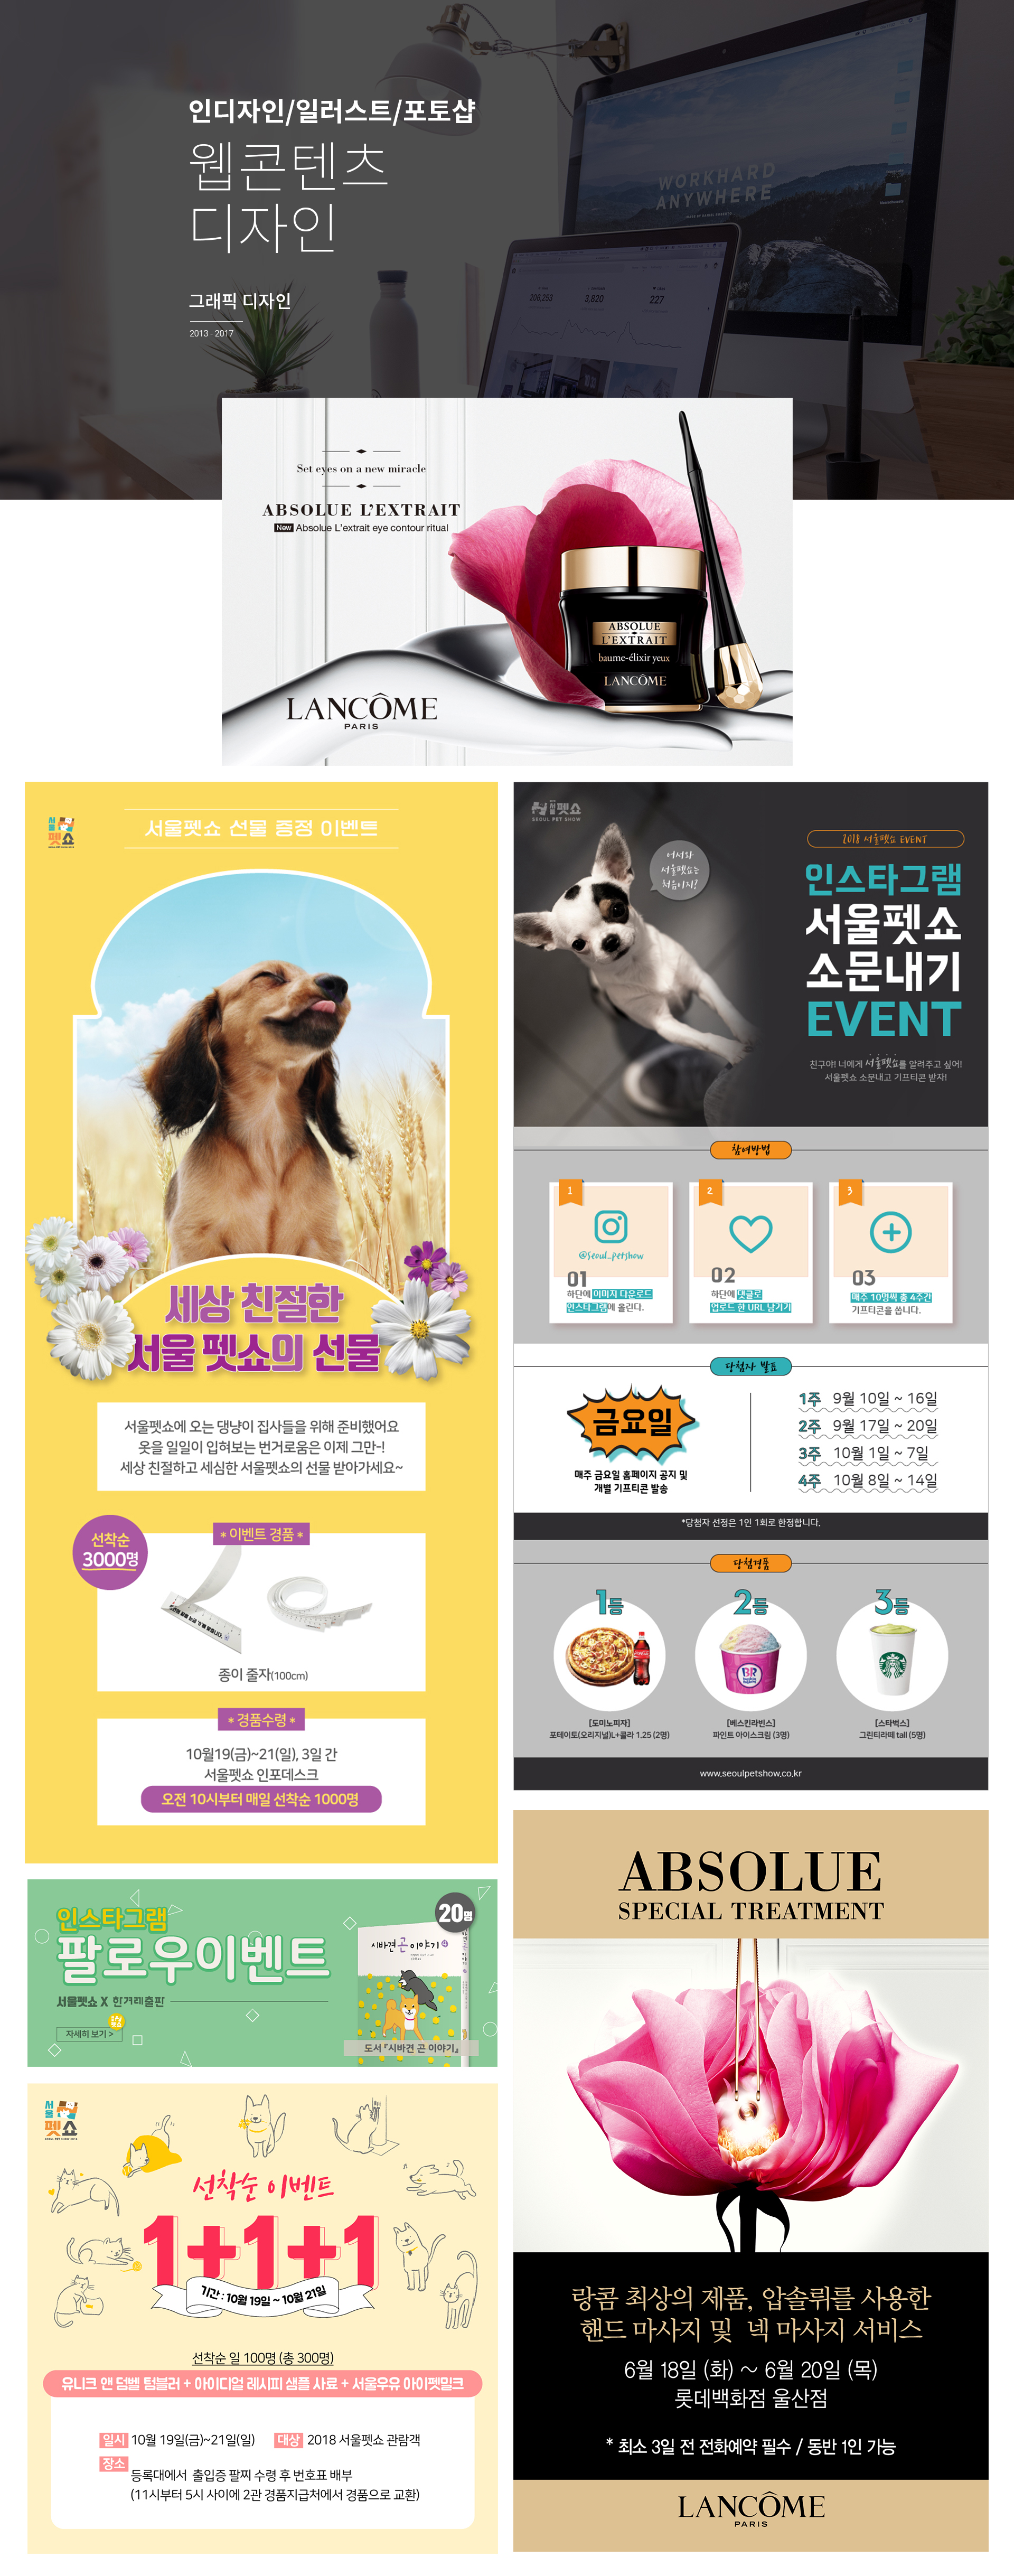 인디자인/일러스트/포토샵
웹콘텐츠
디자인
그래픽 디자인
2013 - 2017
WORKHARD
ANYWHERE
206,253
3,820
227
Set eyes on a new miracle
ABSOLUE L'EXTRAIT
New Absolue L'extrait eye contour ritual
ABSOLUE
L'EXTRAIT
baume-élixir yeux
LANCÔME
LANCÔME
PARIS
서울
펫쇼
서울펫쇼 선물 증정 이벤트
세상 친절한
서울 펫쇼의 선물
서울펫쇼에 오는 댕냥이 집사들을 위해 준비했어요
옷을 일일이 입혀보는 번거로움은 이제 그만~!
세상 친절하고 세심한 서울펫쇼의 선물 받아가세요~
선착순
3000명
* 이벤트 경품 *
종이 줄자(100cm)
* 경품수령 *
10월19(금)~21(일), 3일 간
서울펫쇼 인포데스크
오전 10시부터 매일 선착순 1000명
인스타그램
팔로우이벤트
서울펫쇼 X 한겨레출판
자세히 보기 >
20명
시바견 곤 이야기
도서 『시바견 곤 이야기』
서울
펫쇼
선착순 이벤트
1+1+1
기간 : 10월 19일 ~ 10월 21일
선착순 일 100명 (총 300명)
유니크 앤 덤벨 텀블러 + 아이디얼 레시피 샘플 사료 + 서울우유 아이펫밀크
일시 10월 19일(금)~21일(일) 대상 2018 서울펫쇼 관람객
장소
등록대에서 출입증 팔찌 수령 후 번호표 배부
(11시부터 5시 사이에 2관 경품지급처에서 경품으로 교환)
서울펫쇼
SEOUL PET SHOW
어서와
서울펫쇼는
처음이지?
2018 서울펫쇼 EVENT
인스타그램
서울펫쇼
소문내기
EVENT
친구야! 너에게 서울펫쇼를 알려주고 싶어!
서울펫쇼 소문내고 기프티콘 받자!
참여방법
1
@seoul_petshow
01
하단에 이미지 다운로드
인스타그램에 올린다.
2
02
하단에 댓글로
업로드 한 URL 남기기
3
03
매주 10명씩 총 4주간
기프티콘을 쏩니다.
당첨자 발표
금요일
매주 금요일 홈페이지 공지 및
개별 기프티콘 발송
1주 9월 10일 ~ 16일
2주 9월 17일 ~ 20일
3주 10월 1일 ~ 7일
4주 10월 8일 ~ 14일
*당첨자 선정은 1인 1회로 한정합니다.
당첨경품
1등
2등
3등
BR
[도미노피자]
포테이토(오리지널)L+콜라 1.25 (2명)
[베스킨라빈스]
파인트 아이스크림 (3명)
[스타벅스]
그린티라떼 tall (5명)
www.seoulpetshow.co.kr
ABSOLUE
SPECIAL TREATMENT
랑콤 최상의 제품, 압솔뤼를 사용한
핸드 마사지 및 넥 마사지 서비스
6월 18일 (화) ~ 6월 20일 (목)
롯데백화점 울산점
* 최소 3일 전 전화예약 필수 / 동반 1인 가능
LANCÔME
PARIS